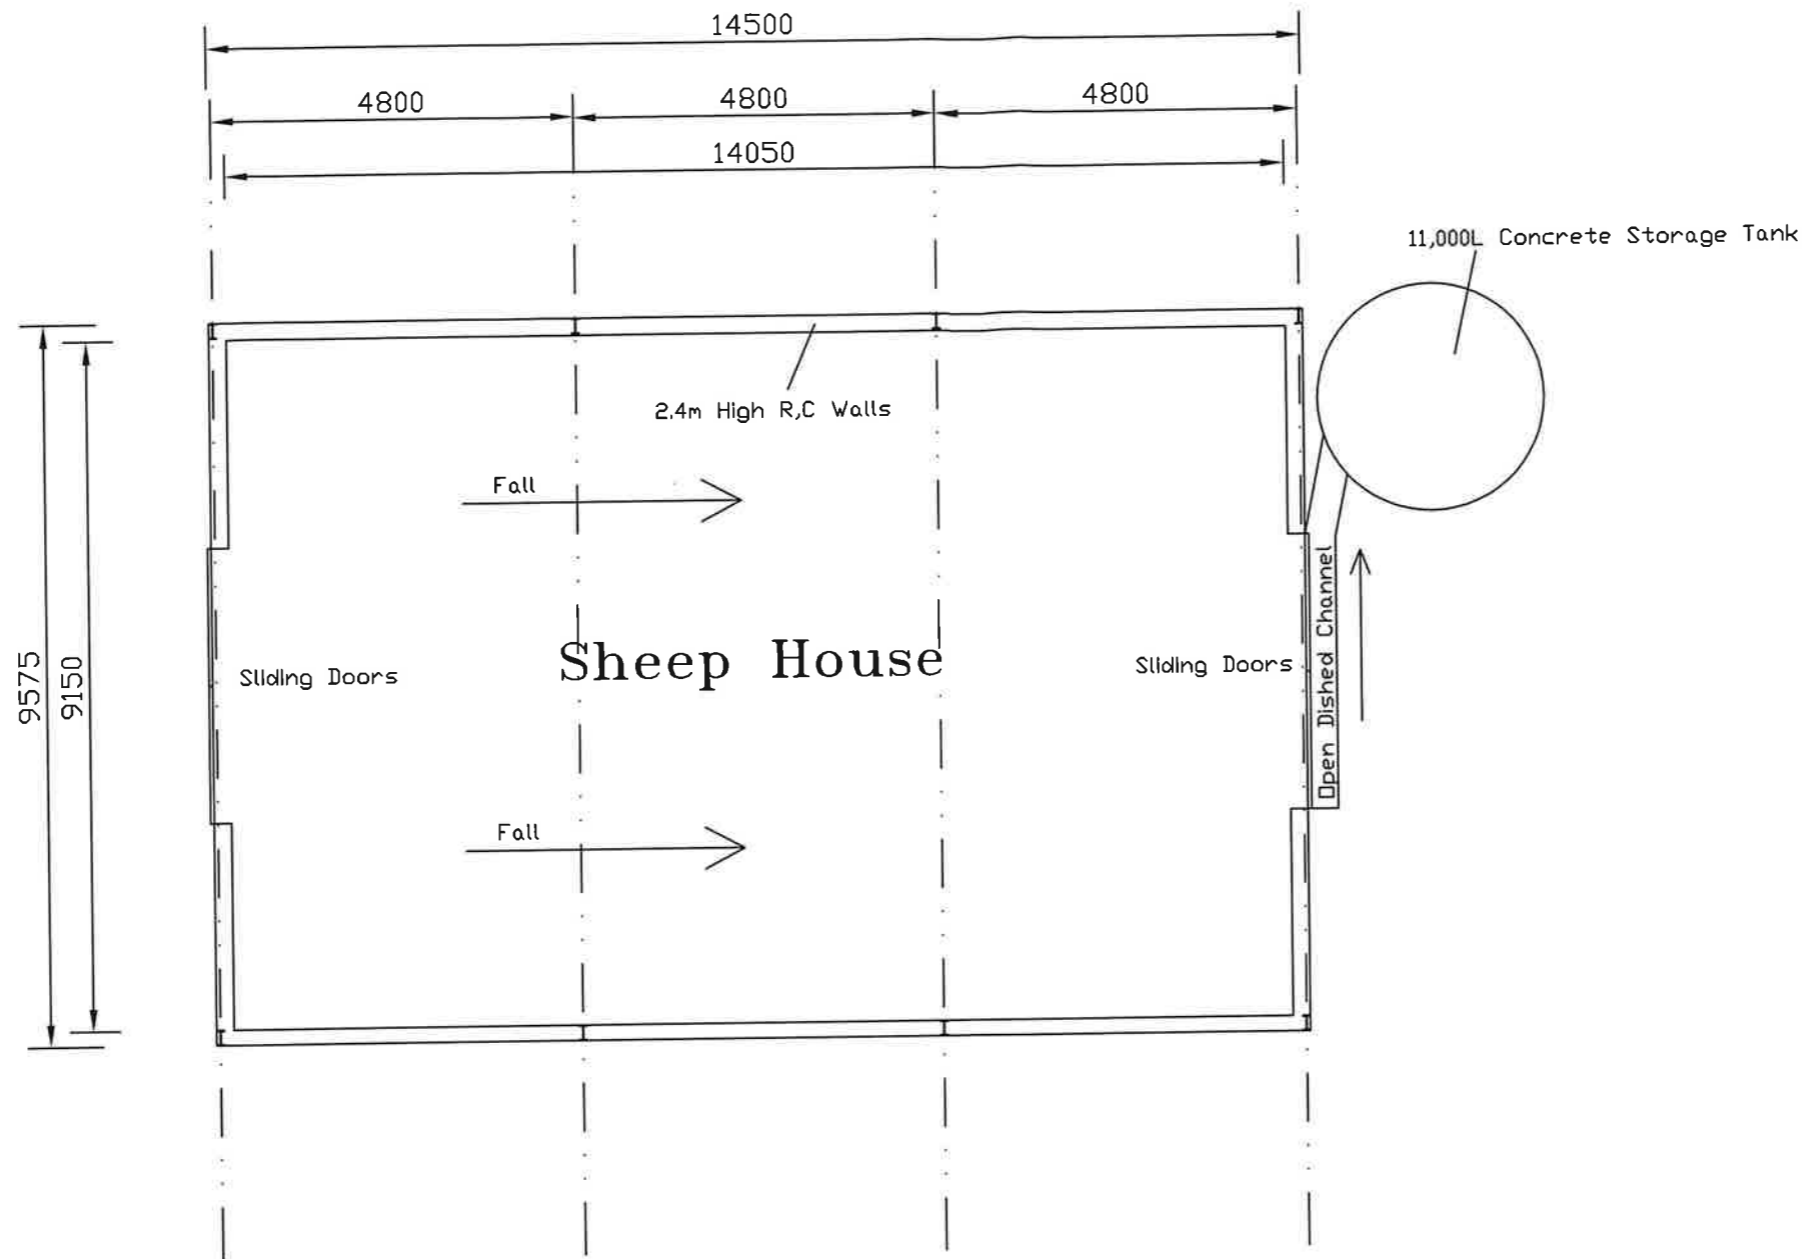 14500
4800
4800
4800
14050
11,000L Concrete Storage Tank
2.4m High R,C Walls
Fall
9575
9150
Sliding Doors
Sheep House
Sliding Doors
Open Dished Channel
Fall